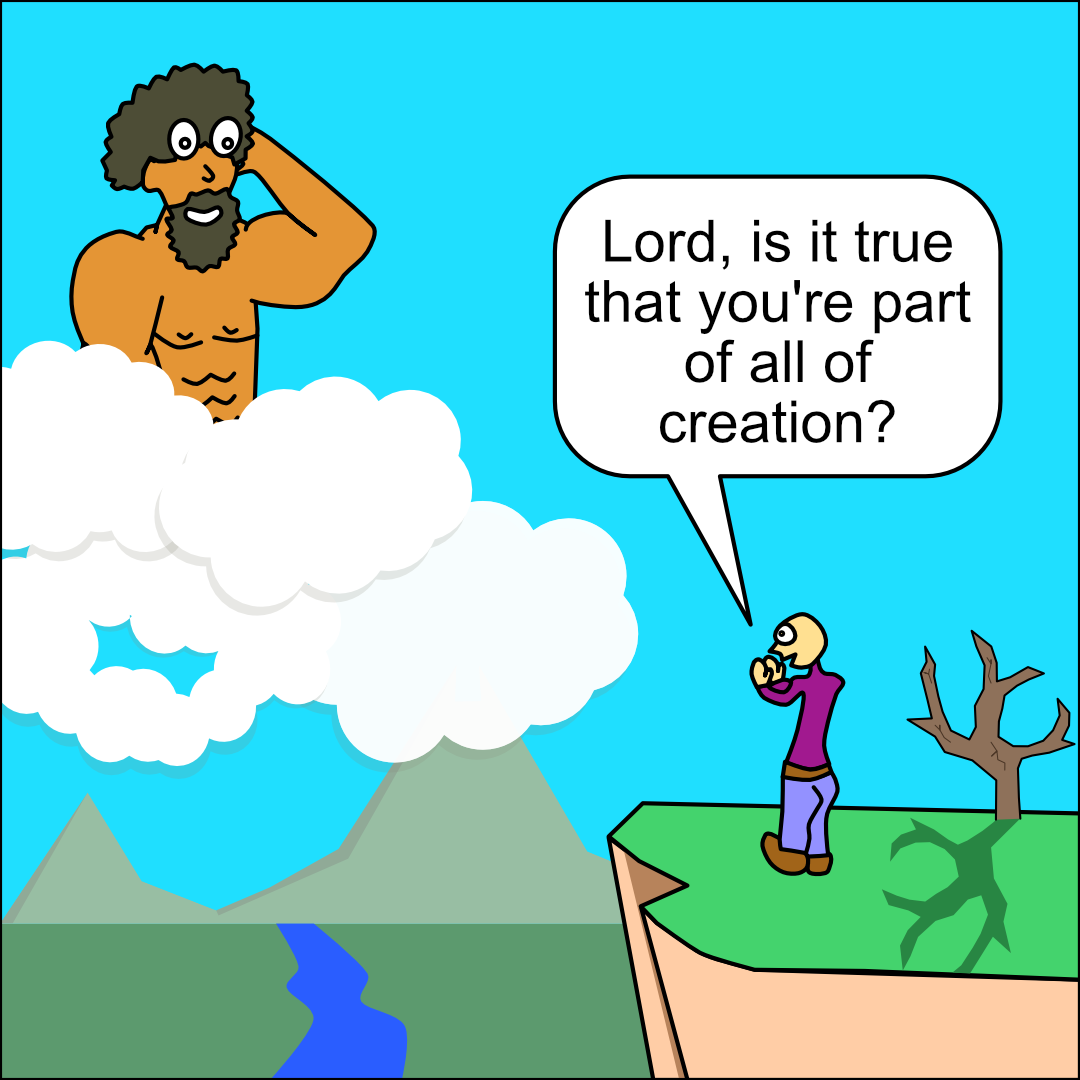 Lord, is it true
that you're part
of all of
creation?